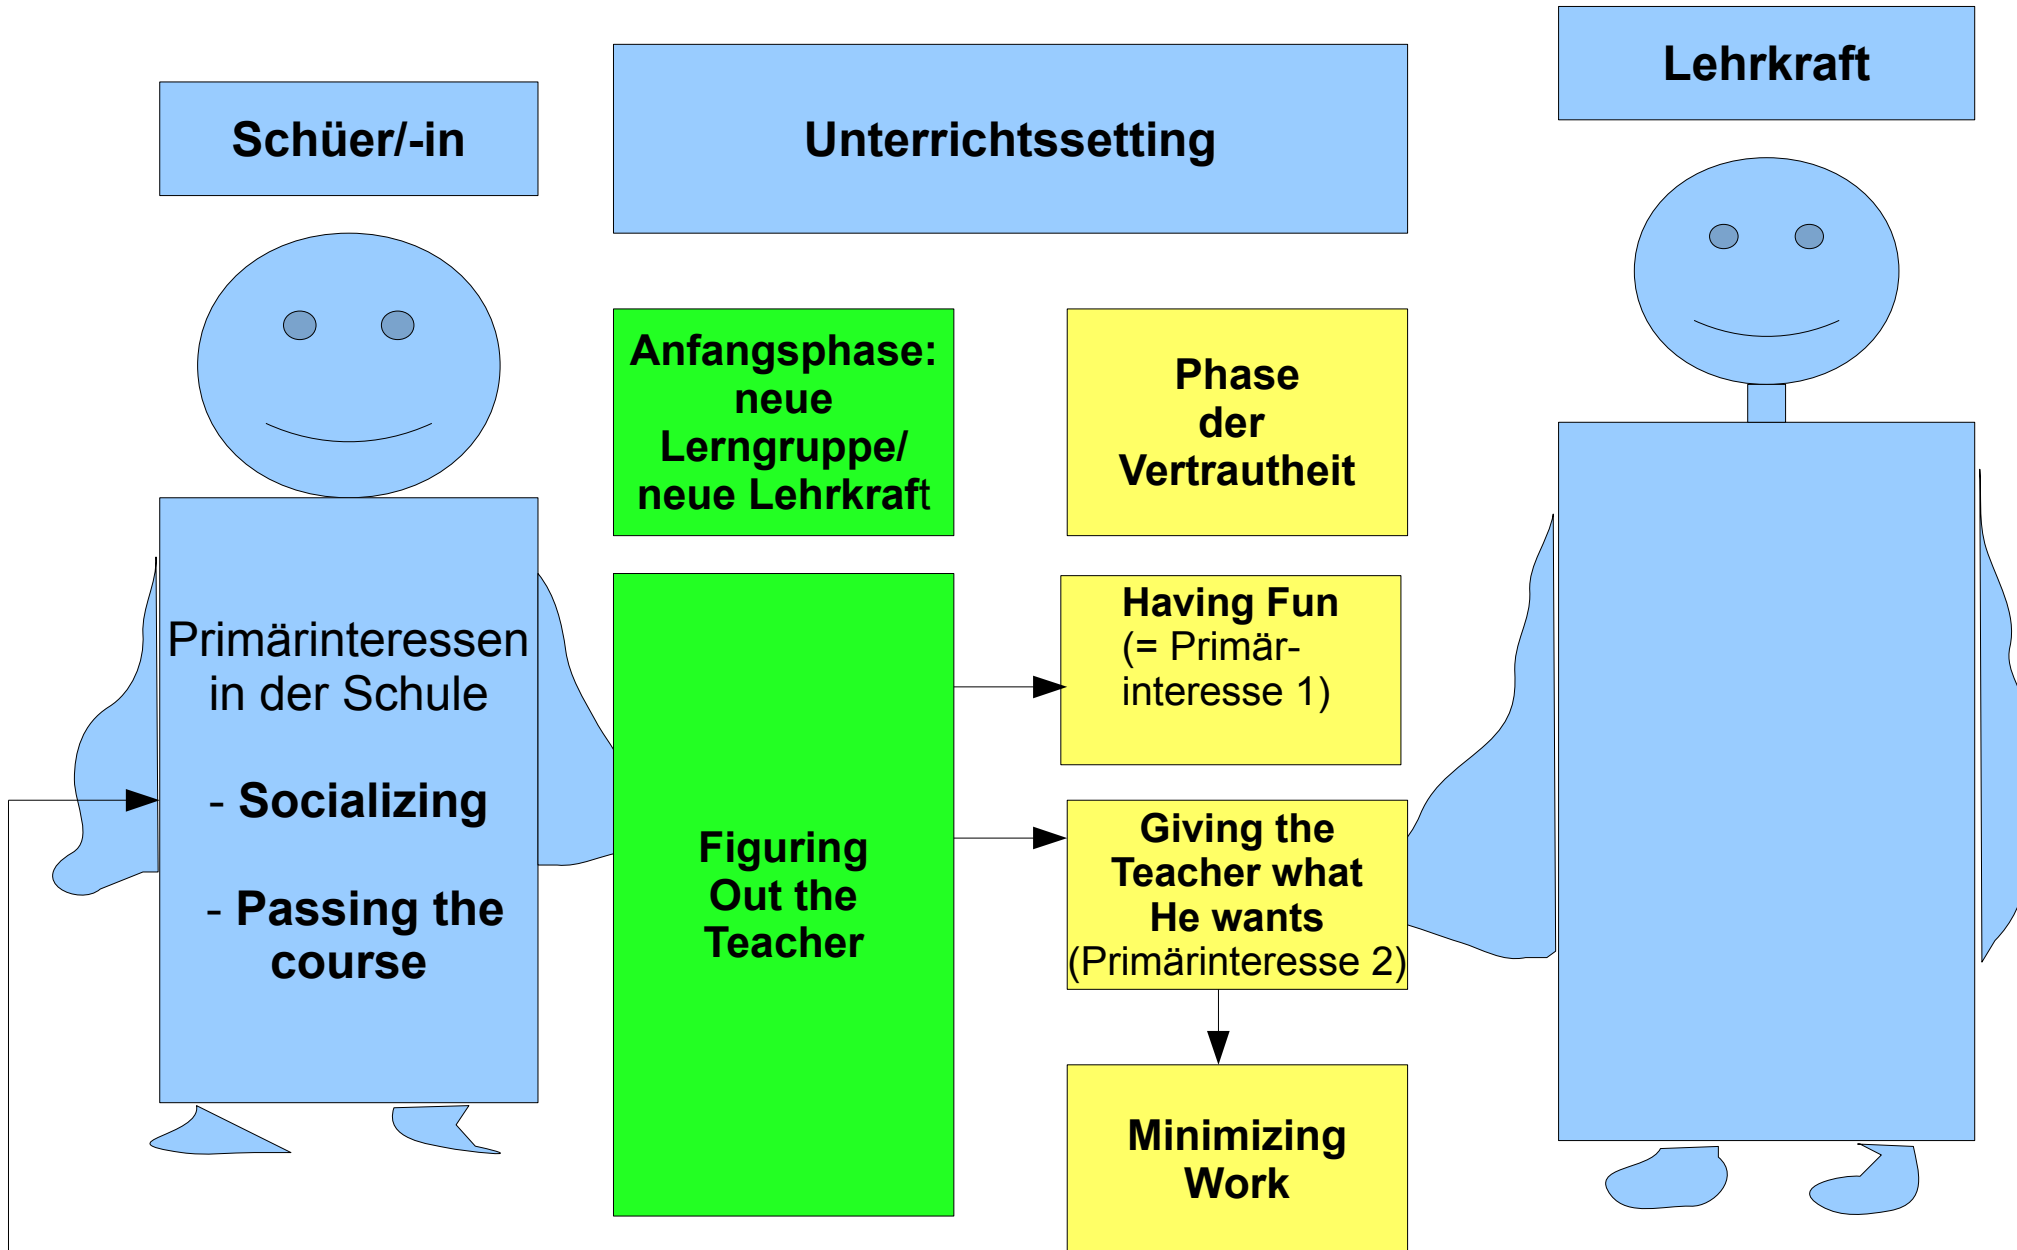 Schüer/-in
Unterrichtssetting
Lehrkraft
Anfangsphase:
neue
Lerngruppe/
neue Lehrkraft
Phase
der
Vertrautheit
Primärinteressen
in der Schule
- Socializing
- Passing the
course
Figuring
Out the
Teacher
Having Fun
(= Primär-
interesse 1)
Giving the
Teacher what
He wants
(Primärinteresse 2)
Minimizing
Work